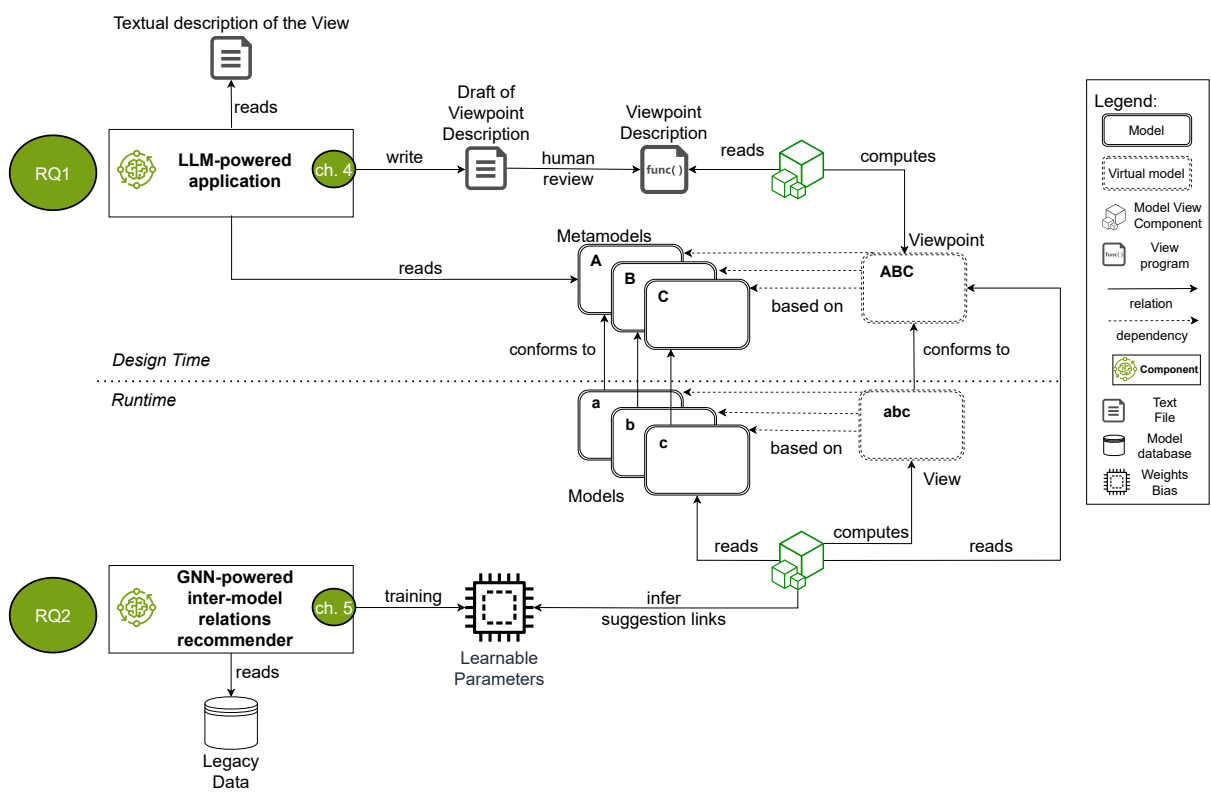 Textual description of the View
reads
RQ1
LLM-powered
application
ch. 4
write
Draft of
Viewpoint
Description
human
review
Viewpoint
Description
func( )
reads
computes
reads
Metamodels
A
B
C
Viewpoint
ABC
based on
conforms to
conforms to
Design Time
Runtime
a
b
c
Models
abc
based on
View
reads
computes
reads
RQ2
GNN-powered
inter-model
relations
recommender
ch. 5
training
infer
suggestion links
Learnable
Parameters
reads
Legacy
Data
Legend:
Model
Virtual model
Model View
Component
func( )
View
program
relation
dependency
Component
Text
File
Model
database
Weights
Bias